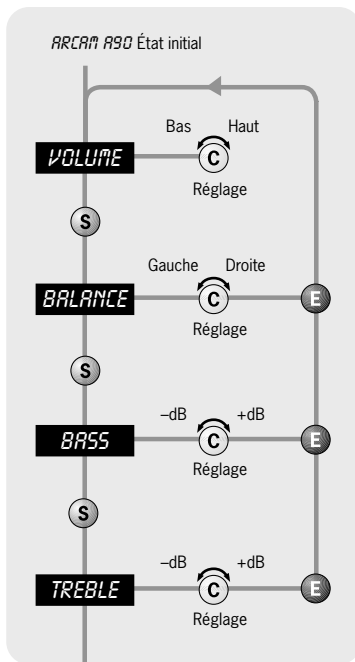 ARCAM A90 État initial
Bas Haut
VOLUME C
Réglage
S
Gauche Droite
BALANCE C E
Réglage
S
–dB +dB
BASS C E
Réglage
S
–dB +dB
TREBLE C E
Réglage